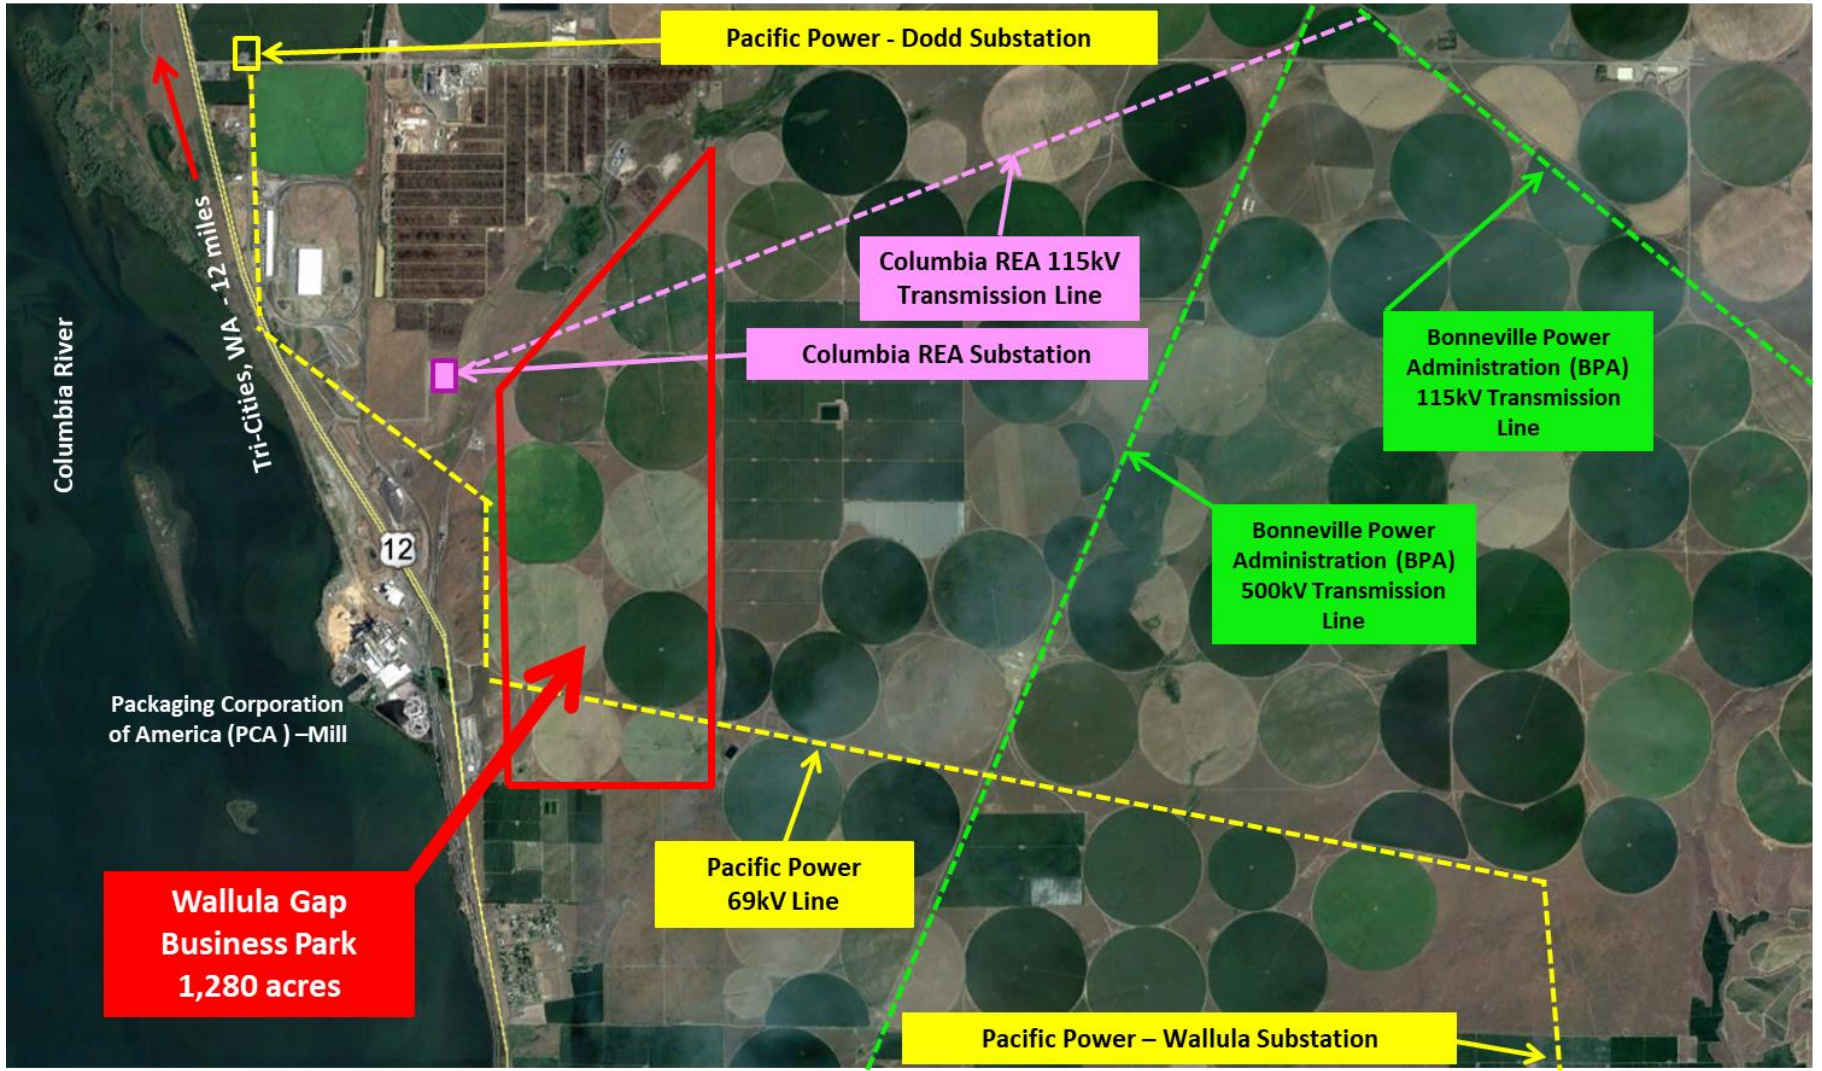 Pacific Power - Dodd Substation
Tri-Cities, WA - 12 miles
Columbia River
Columbia REA 115kV
Transmission Line
Columbia REA Substation
Bonneville Power
Administration (BPA)
115kV Transmission
Line
12
Bonneville Power
Administration (BPA)
500kV Transmission
Line
Packaging Corporation
of America (PCA ) –Mill
Wallula Gap
Business Park
1,280 acres
Pacific Power
69kV Line
Pacific Power – Wallula Substation